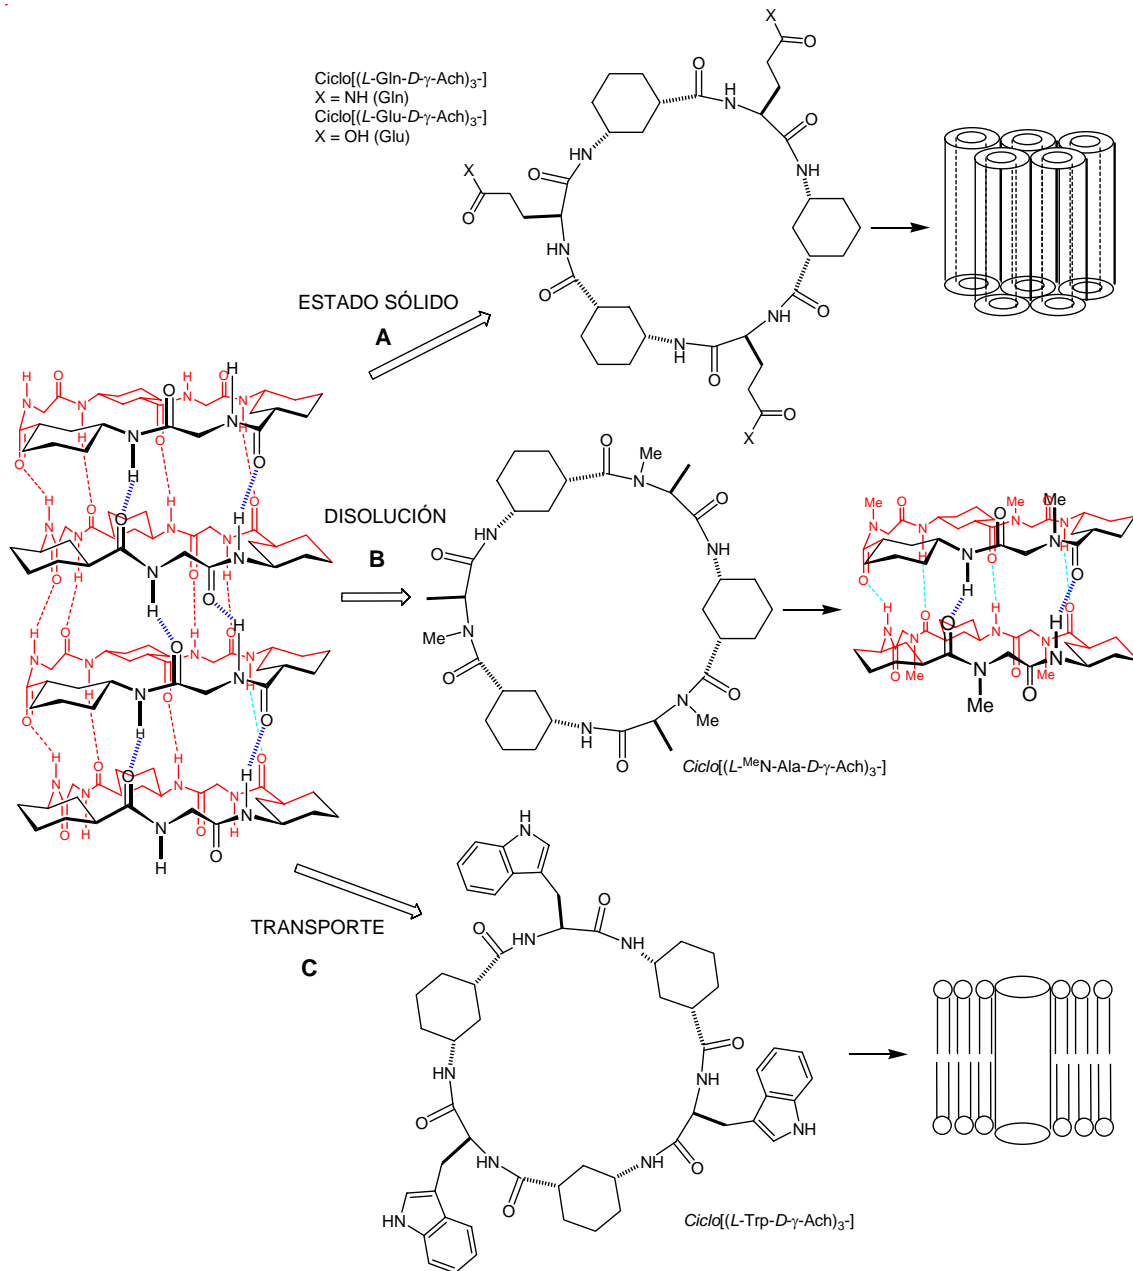 Ciclo[(L-Gln-D-γ-Ach)3-]
X = NH (Gln)
Ciclo[(L-Glu-D-γ-Ach)3-]
X = OH (Glu)
ESTADO SÓLIDO
A
DISOLUCIÓN
B
Ciclo[(L-MeN-Ala-D-γ-Ach)3-]
TRANSPORTE
C
Ciclo[(L-Trp-D-γ-Ach)3-]